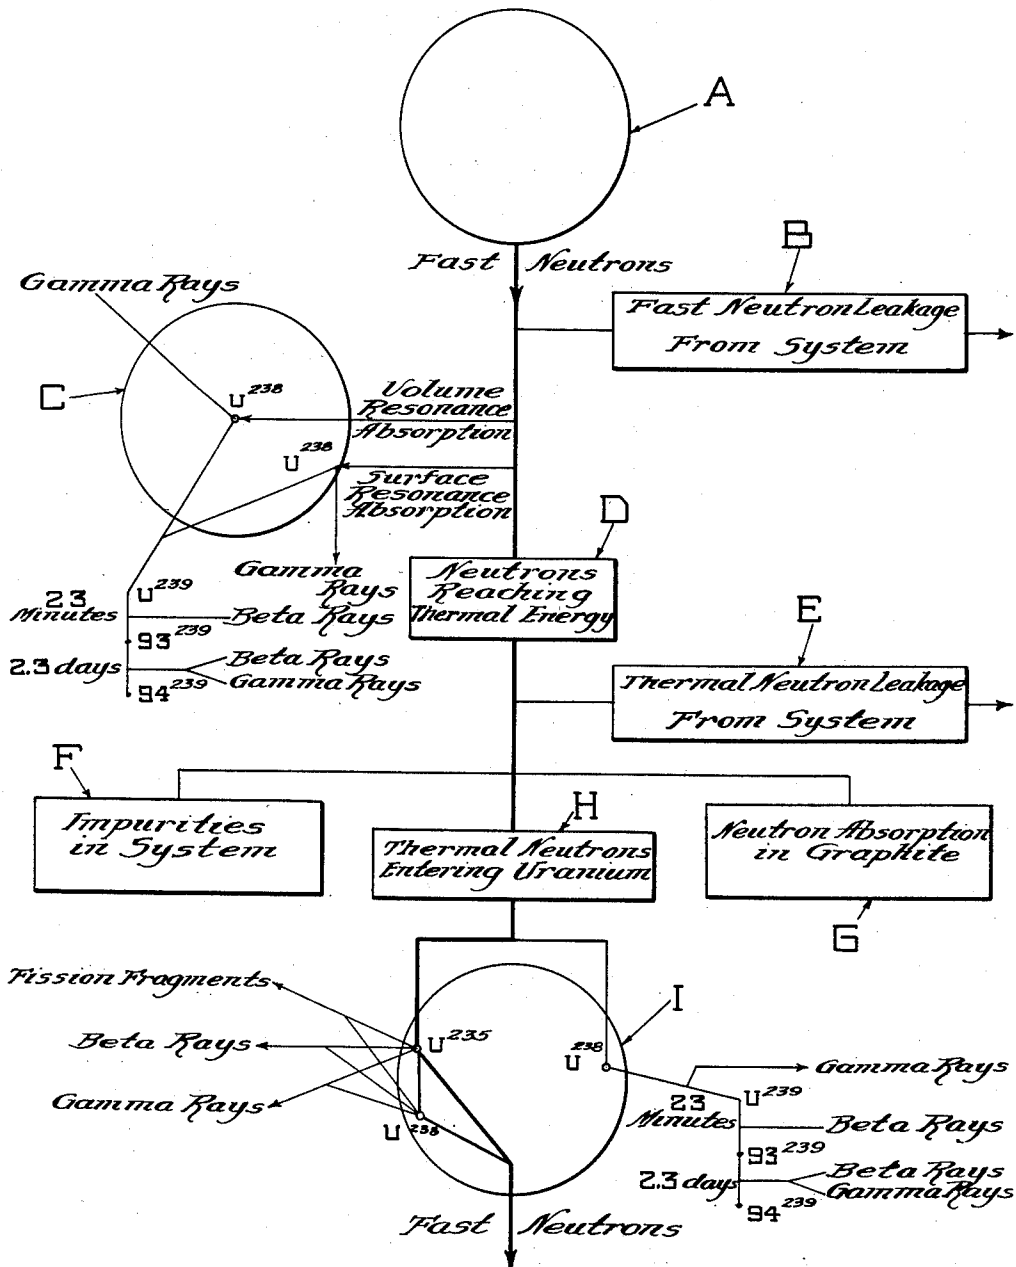 A
Fast Neutrons
B
Fast Neutron Leakage
From System
Gamma Rays
C
U238
Volume
Resonance
Absorption
U238
Surface
Resonance
Absorption
Gamma
Rays
D
Neutrons
Reaching
Thermal Energy
U239
23
Minutes
Beta Rays
93239
2.3 days
Beta Rays
Gamma Rays
94239
E
Thermal Neutron Leakage
From System
F
Impurities
in System
H
Thermal Neutrons
Entering Uranium
Neutron Absorption
in Graphite
G
Fission Fragments
Beta Rays
Gamma Rays
U235
U238
I
U238
Gamma Rays
U239
23
Minutes
Beta Rays
93239
2.3 days
Beta Rays
Gamma Rays
94239
Fast Neutrons